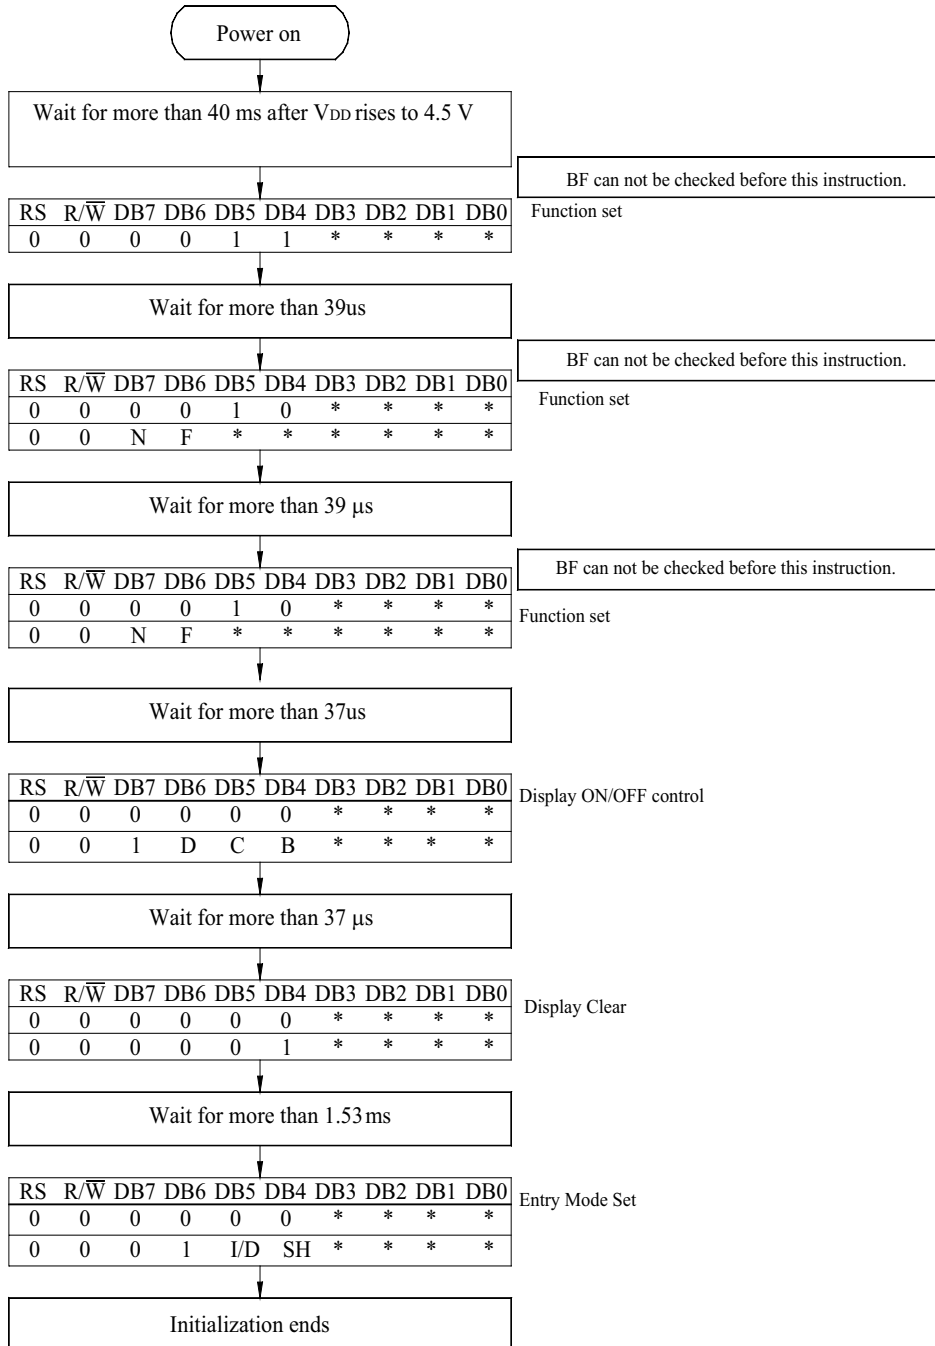 Power on
Wait for more than 40 ms after VDD rises to 4.5 V
BF can not be checked before this instruction.
RS R/W̅ DB7 DB6 DB5 DB4 DB3 DB2 DB1 DB0
Function set
0 0 0 0 1 1 * * * *
Wait for more than 39us
BF can not be checked before this instruction.
RS R/W̅ DB7 DB6 DB5 DB4 DB3 DB2 DB1 DB0
Function set
0 0 0 0 1 0 * * * *
0 0 N F * * * * * *
Wait for more than 39 µs
BF can not be checked before this instruction.
RS R/W̅ DB7 DB6 DB5 DB4 DB3 DB2 DB1 DB0
0 0 0 0 1 0 * * * *
Function set
0 0 N F * * * * * *
Wait for more than 37us
RS R/W̅ DB7 DB6 DB5 DB4 DB3 DB2 DB1 DB0
Display ON/OFF control
0 0 0 0 0 0 * * * *
0 0 1 D C B * * * *
Wait for more than 37 µs
RS R/W̅ DB7 DB6 DB5 DB4 DB3 DB2 DB1 DB0
Display Clear
0 0 0 0 0 0 * * * *
0 0 0 0 0 1 * * * *
Wait for more than 1.53ms
RS R/W̅ DB7 DB6 DB5 DB4 DB3 DB2 DB1 DB0
Entry Mode Set
0 0 0 0 0 0 * * * *
0 0 0 1 I/D SH * * * *
Initialization ends